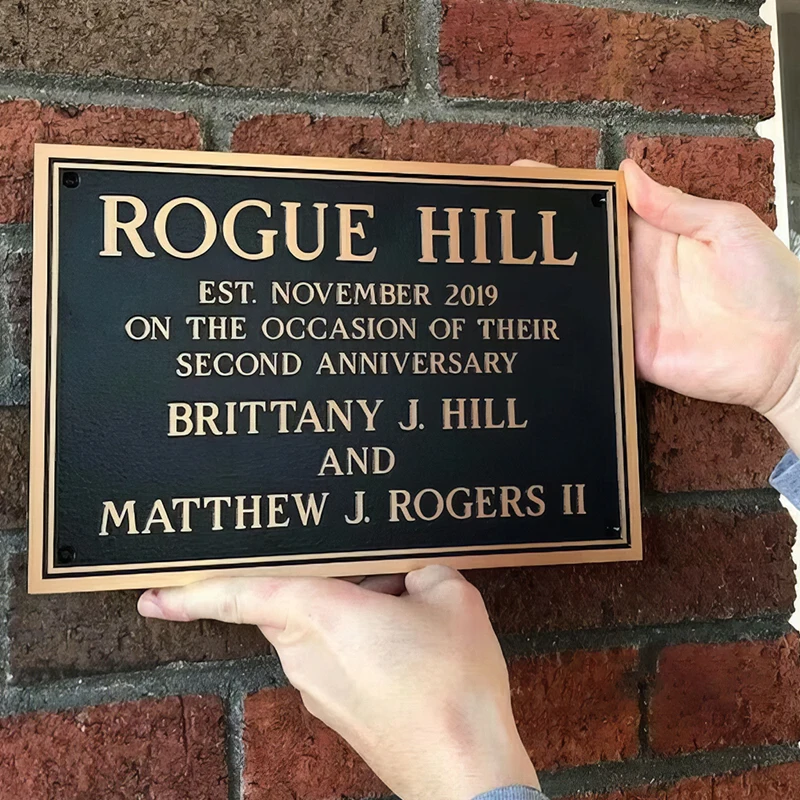 ROGUE HILL
EST. NOVEMBER 2019
ON THE OCCASION OF THEIR
SECOND ANNIVERSARY
BRITTANY J. HILL
AND
MATTHEW J. ROGERS II